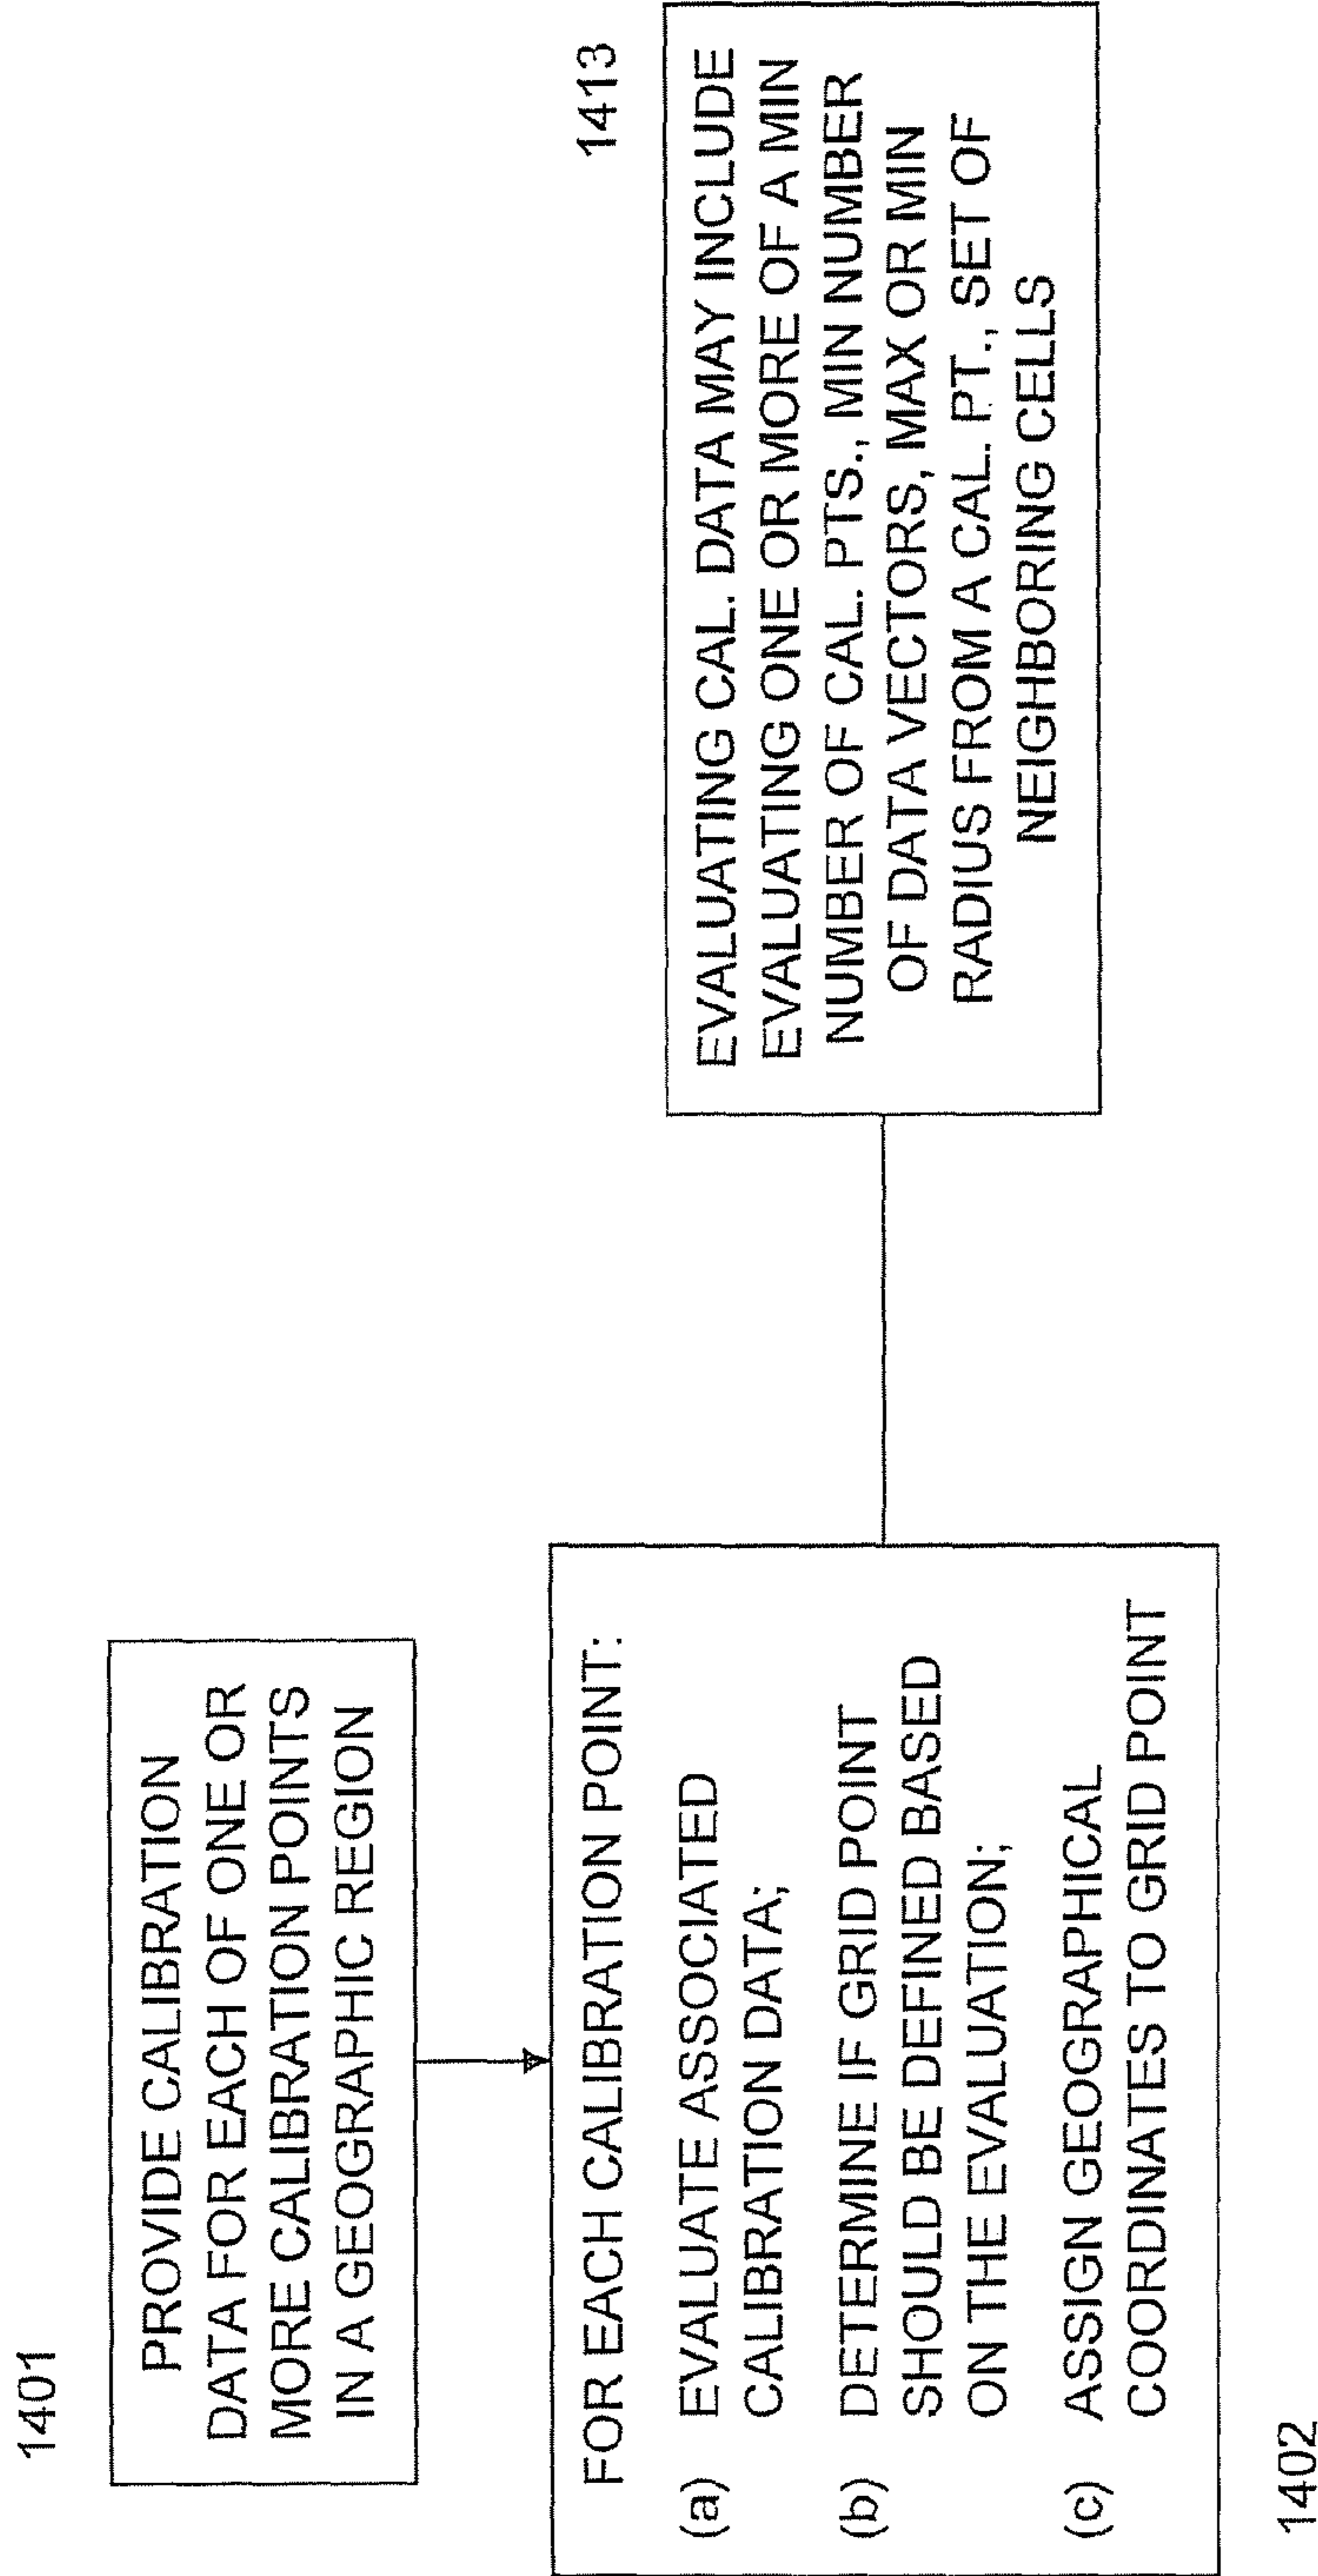 1401
PROVIDE CALIBRATION
DATA FOR EACH OF ONE OR
MORE CALIBRATION POINTS
IN A GEOGRAPHIC REGION
FOR EACH CALIBRATION POINT:
(a) EVALUATE ASSOCIATED
CALIBRATION DATA;
(b) DETERMINE IF GRID POINT
SHOULD BE DEFINED BASED
ON THE EVALUATION;
(c) ASSIGN GEOGRAPHICAL
COORDINATES TO GRID POINT
1402
1413
EVALUATING CAL. DATA MAY INCLUDE
EVALUATING ONE OR MORE OF A MIN
NUMBER OF CAL. PTS., MIN NUMBER
OF DATA VECTORS, MAX OR MIN
RADIUS FROM A CAL. PT., SET OF
NEIGHBORING CELLS